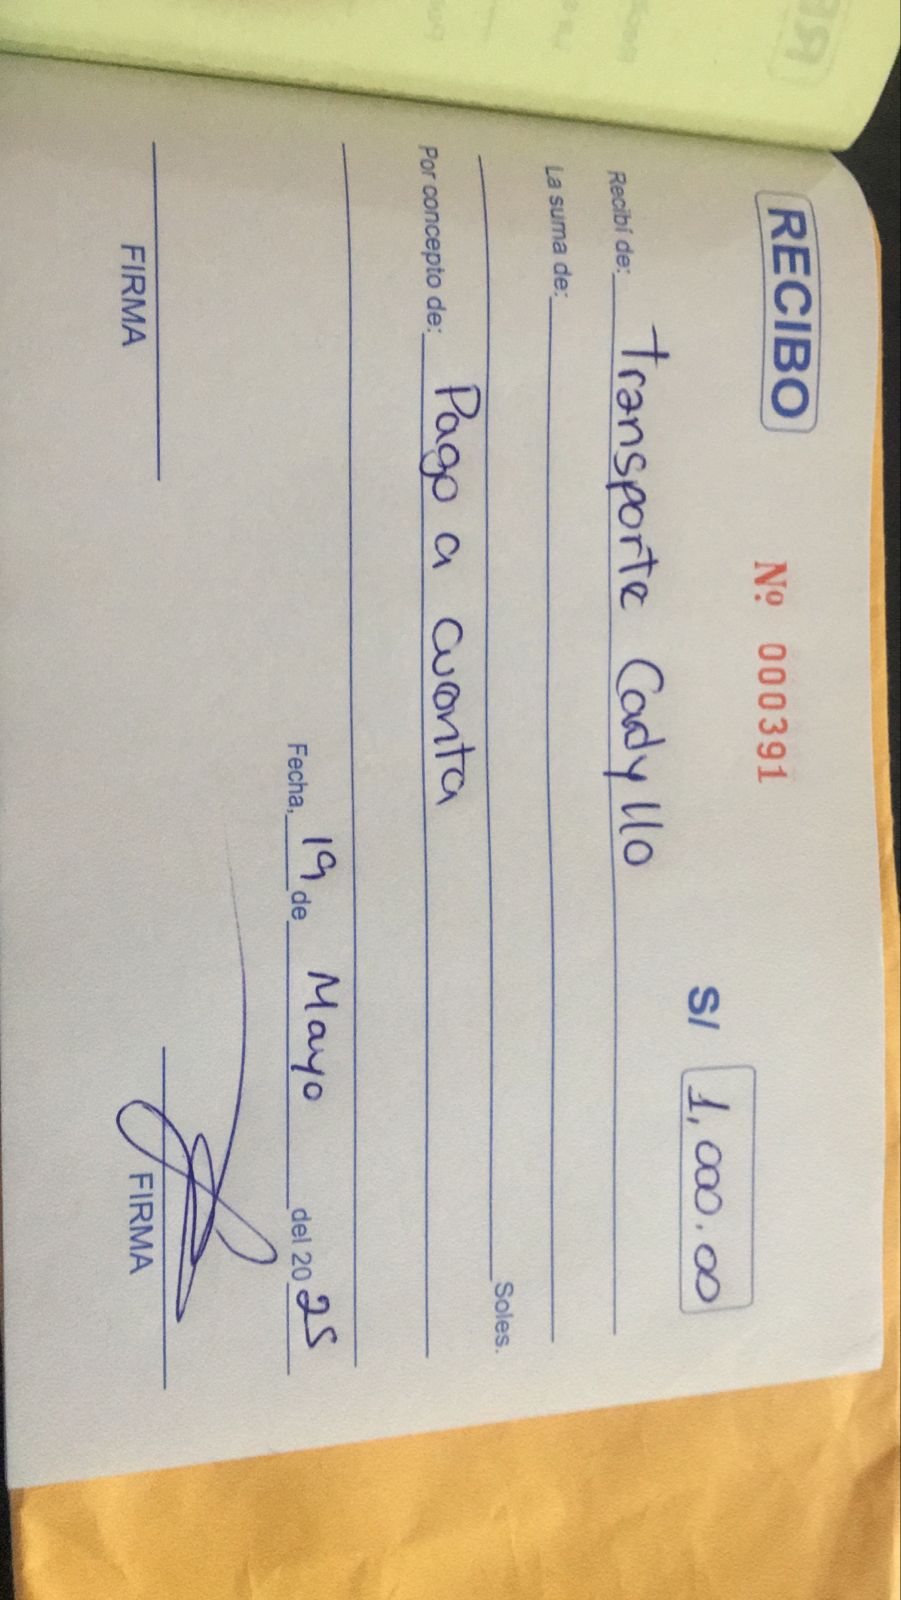 RECIBO
Nº 000391
S/ 1,000.00
Recibí de: Transporte Cadyllo
La suma de:
Soles.
Por concepto de: Pago a cuenta
Fecha, 19 de Mayo del 2025
FIRMA FIRMA